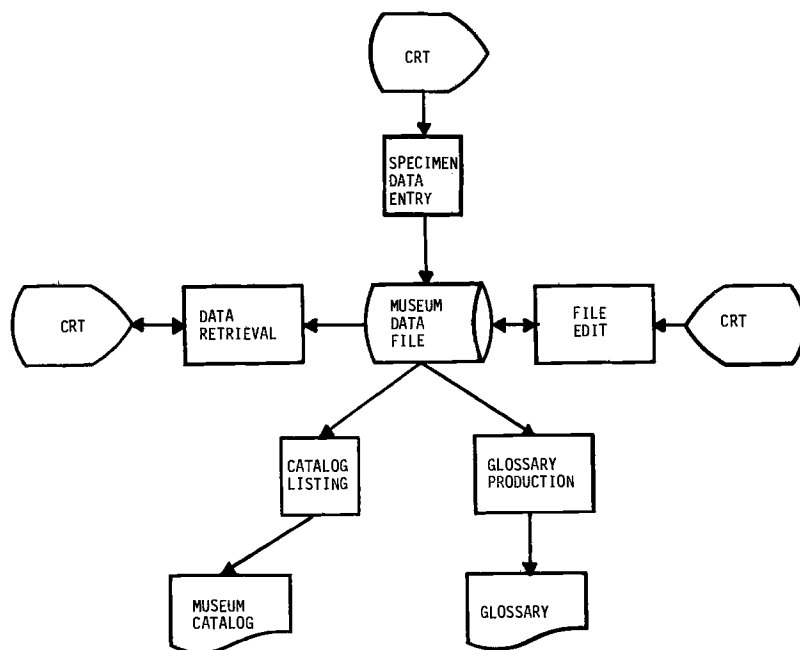 CRT
SPECIMEN
DATA
ENTRY
CRT
DATA
RETRIEVAL
MUSEUM
DATA
FILE
FILE
EDIT
CRT
CATALOG
LISTING
GLOSSARY
PRODUCTION
MUSEUM
CATALOG
GLOSSARY